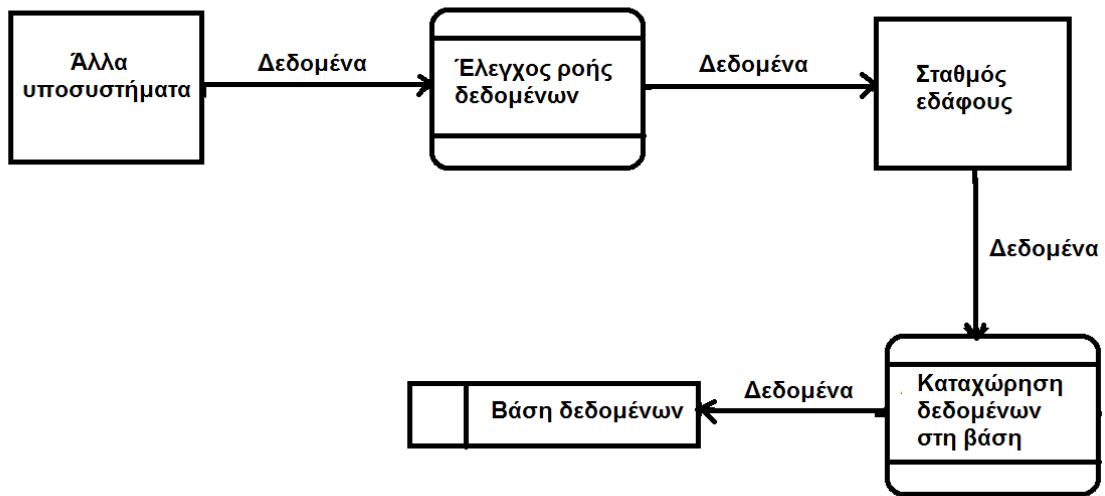 Άλλα
υποσυστήματα
Δεδομένα
Έλεγχος ροής
δεδομένων
Δεδομένα
Σταθμός
εδάφους
Δεδομένα
Καταχώρηση
δεδομένων
στη βάση
Δεδομένα
Βάση δεδομένων